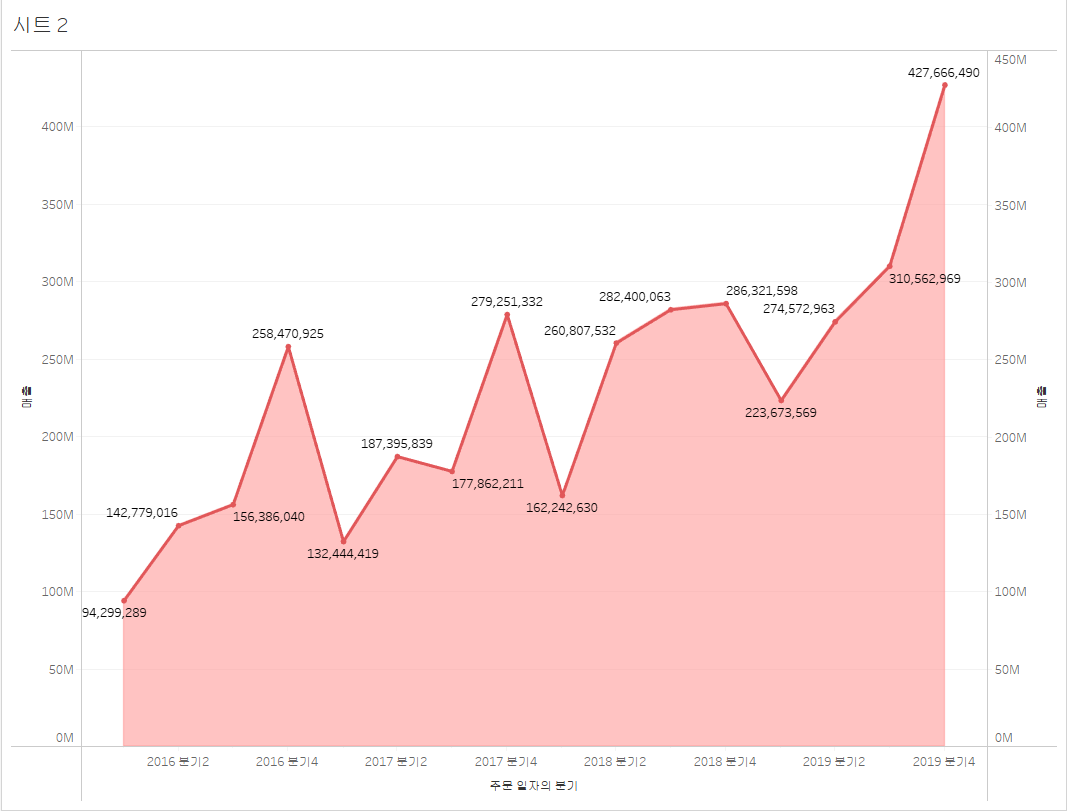 시트 2
450M
427,666,490
400M
400M
350M
350M
300M
300M
310,562,969
286,321,598
282,400,063
279,251,332
274,572,963
260,807,532
258,470,925
250M
250M
223,673,569
200M
200M
187,395,839
177,862,211
162,242,630
156,386,040
150M
150M
142,779,016
132,444,419
100M
100M
94,299,289
50M
50M
0M
0M
매출
매출
2016 분기2
2016 분기4
2017 분기2
2017 분기4
2018 분기2
2018 분기4
2019 분기2
2019 분기4
주문 일자의 분기